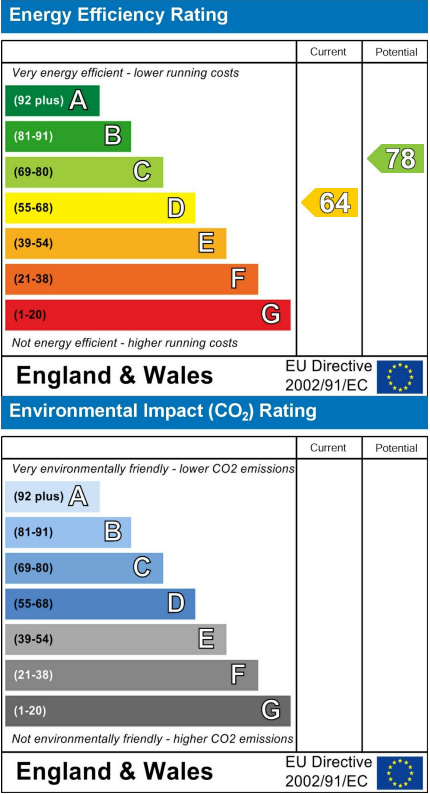 Energy Efficiency Rating
Current Potential
Very energy efficient - lower running costs
(92 plus) A
(81-91) B
(69-80) C
78
(55-68) D
64
(39-54) E
(21-38) F
(1-20) G
Not energy efficient - higher running costs
England & Wales
EU Directive
2002/91/EC
Environmental Impact (CO₂) Rating
Current Potential
Very environmentally friendly - lower CO2 emissions
(92 plus) A
(81-91) B
(69-80) C
(55-68) D
(39-54) E
(21-38) F
(1-20) G
Not environmentally friendly - higher CO2 emissions
England & Wales
EU Directive
2002/91/EC